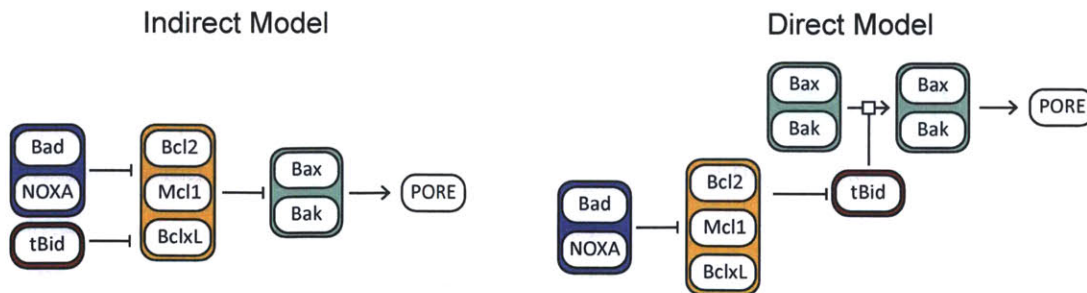 Indirect Model
Bad
NOXA
tBid
Bcl2
Mcl1
BclxL
Bax
Bak
PORE
Direct Model
Bad
NOXA
Bcl2
Mcl1
BclxL
tBid
Bax
Bak
Bax
Bak
PORE